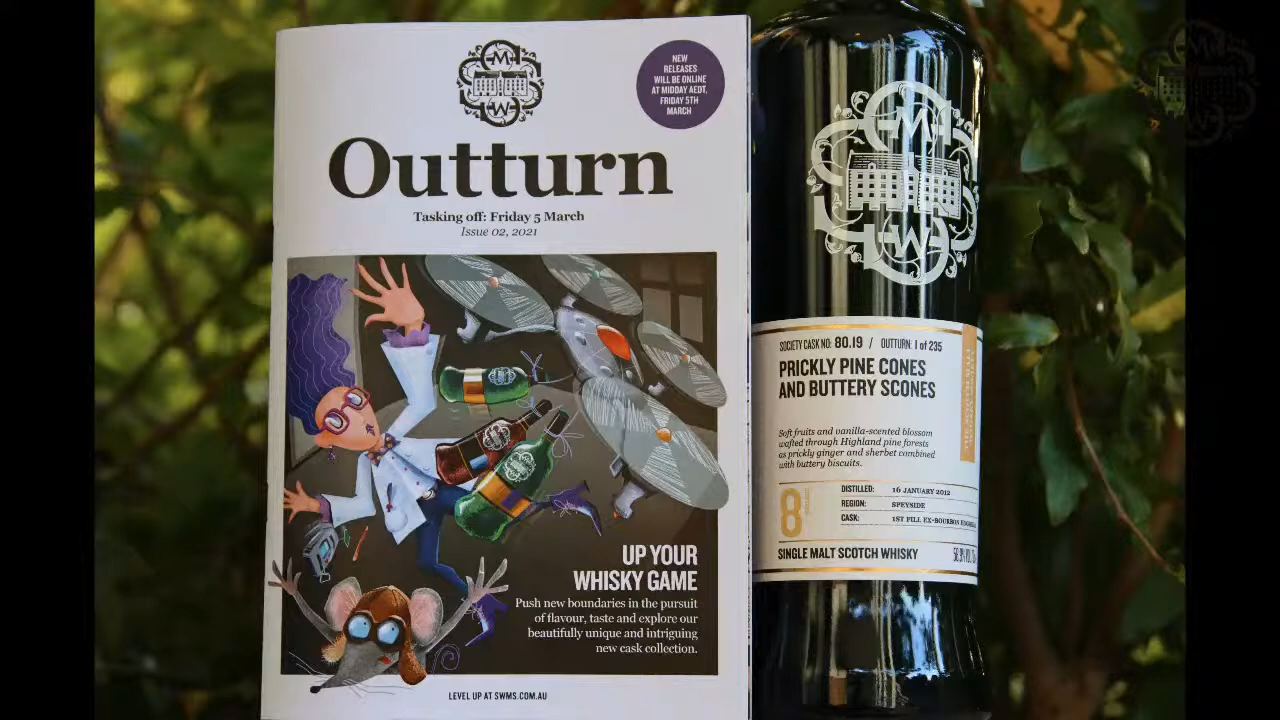 NEW
RELEASES
WILL BE ONLINE
AT MIDDAY AEDT,
FRIDAY 5TH
MARCH
Outturn
Tasking off: Friday 5 March
Issue 02, 2021
UP YOUR
WHISKY GAME
Push new boundaries in the pursuit
of flavour, taste and explore our
beautifully unique and intriguing
new cask collection.
LEVEL UP AT SWMS.COM.AU
SOCIETY CASK NO: 80.19 / OUTTURN: 1 of 235
PRICKLY PINE CONES
AND BUTTERY SCONES
Soft fruits and vanilla-scented blossom
wafted through Highland pine forests
as prickly ginger and sherbet combined
with buttery biscuits.
8
DISTILLED: 16 JANUARY 2012
REGION: SPEYSIDE
CASK: 1ST FILL EX-BOURBON
SINGLE MALT SCOTCH WHISKY